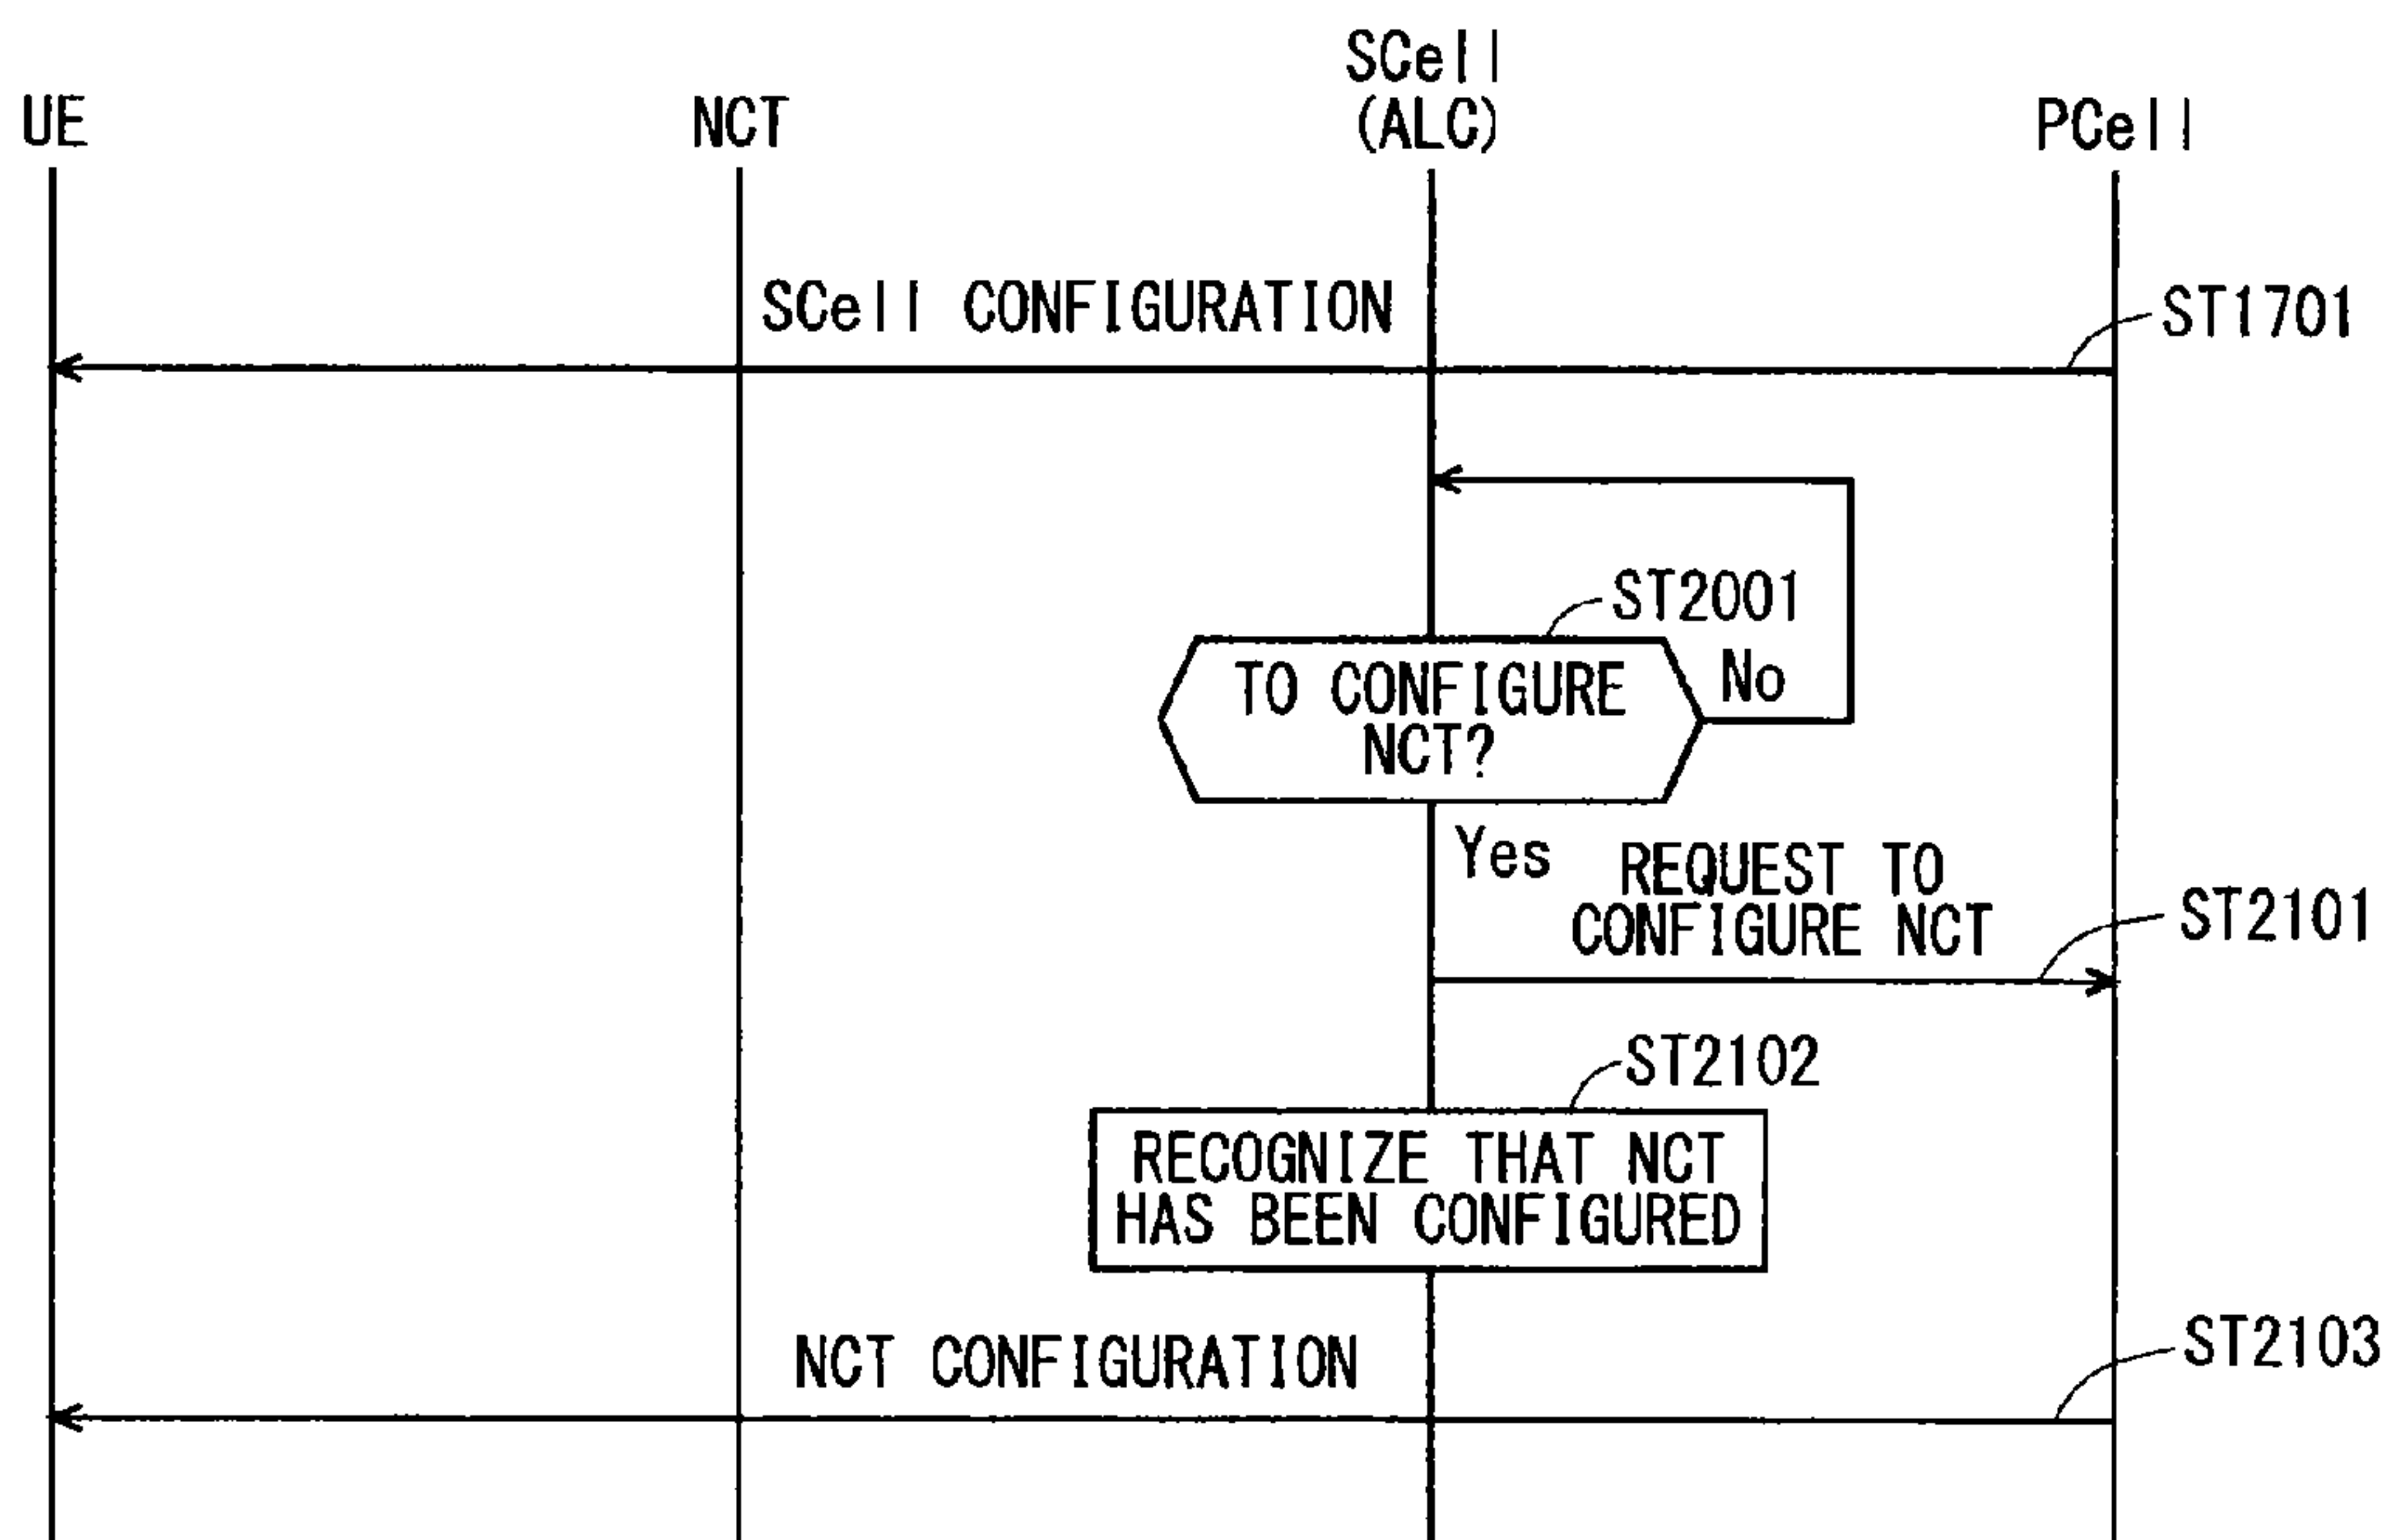 UE
NCT
SCell
(ALC)
PCell
SCell CONFIGURATION
ST1701
ST2001
TO CONFIGURE
NCT?
No
Yes
REQUEST TO
CONFIGURE NCT
ST2101
ST2102
RECOGNIZE THAT NCT
HAS BEEN CONFIGURED
NCT CONFIGURATION
ST2103